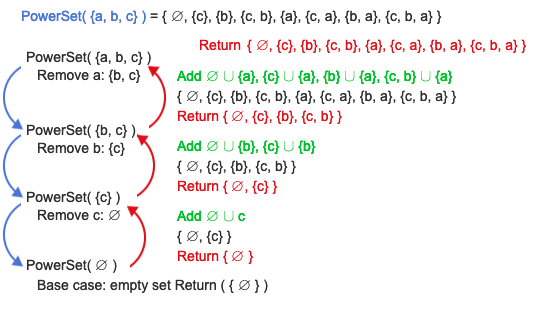 PowerSet( {a, b, c} ) = { ∅, {c}, {b}, {c, b}, {a}, {c, a}, {b, a}, {c, b, a} }
Return { ∅, {c}, {b}, {c, b}, {a}, {c, a}, {b, a}, {c, b, a} }
PowerSet( {a, b, c} )
Remove a: {b, c}
Add ∅ ∪ {a}, {c} ∪ {a}, {b} ∪ {a}, {c, b} ∪ {a}
{ ∅, {c}, {b}, {c, b}, {a}, {c, a}, {b, a}, {c, b, a} }
Return { ∅, {c}, {b}, {c, b} }
PowerSet( {b, c} )
Remove b: {c}
Add ∅ ∪ {b}, {c} ∪ {b}
{ ∅, {c}, {b}, {c, b} }
Return { ∅, {c} }
PowerSet( {c} )
Remove c: ∅
Add ∅ ∪ c
{ ∅, {c} }
Return { ∅ }
PowerSet( ∅ )
Base case: empty set Return ( { ∅ } )